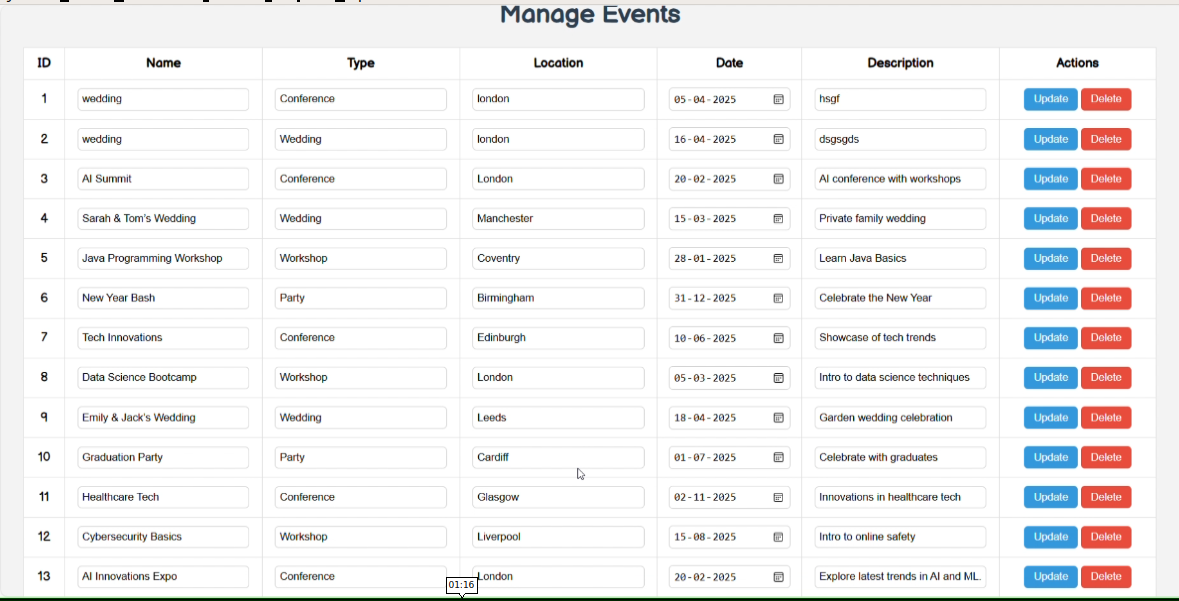 Manage Events
ID Name Type Location Date Description Actions
1 wedding Conference london 05-04-2025 hsgf Update Delete
2 wedding Wedding london 16-04-2025 dsgsgds Update Delete
3 AI Summit Conference London 20-02-2025 AI conference with workshops Update Delete
4 Sarah & Tom's Wedding Wedding Manchester 15-03-2025 Private family wedding Update Delete
5 Java Programming Workshop Workshop Coventry 28-01-2025 Learn Java Basics Update Delete
6 New Year Bash Party Birmingham 31-12-2025 Celebrate the New Year Update Delete
7 Tech Innovations Conference Edinburgh 10-06-2025 Showcase of tech trends Update Delete
8 Data Science Bootcamp Workshop London 05-03-2025 Intro to data science techniques Update Delete
9 Emily & Jack's Wedding Wedding Leeds 18-04-2025 Garden wedding celebration Update Delete
10 Graduation Party Party Cardiff 01-07-2025 Celebrate with graduates Update Delete
11 Healthcare Tech Conference Glasgow 02-11-2025 Innovations in healthcare tech Update Delete
12 Cybersecurity Basics Workshop Liverpool 15-08-2025 Intro to online safety Update Delete
13 AI Innovations Expo Conference London 20-02-2025 Explore latest trends in AI and ML. Update Delete
01:16